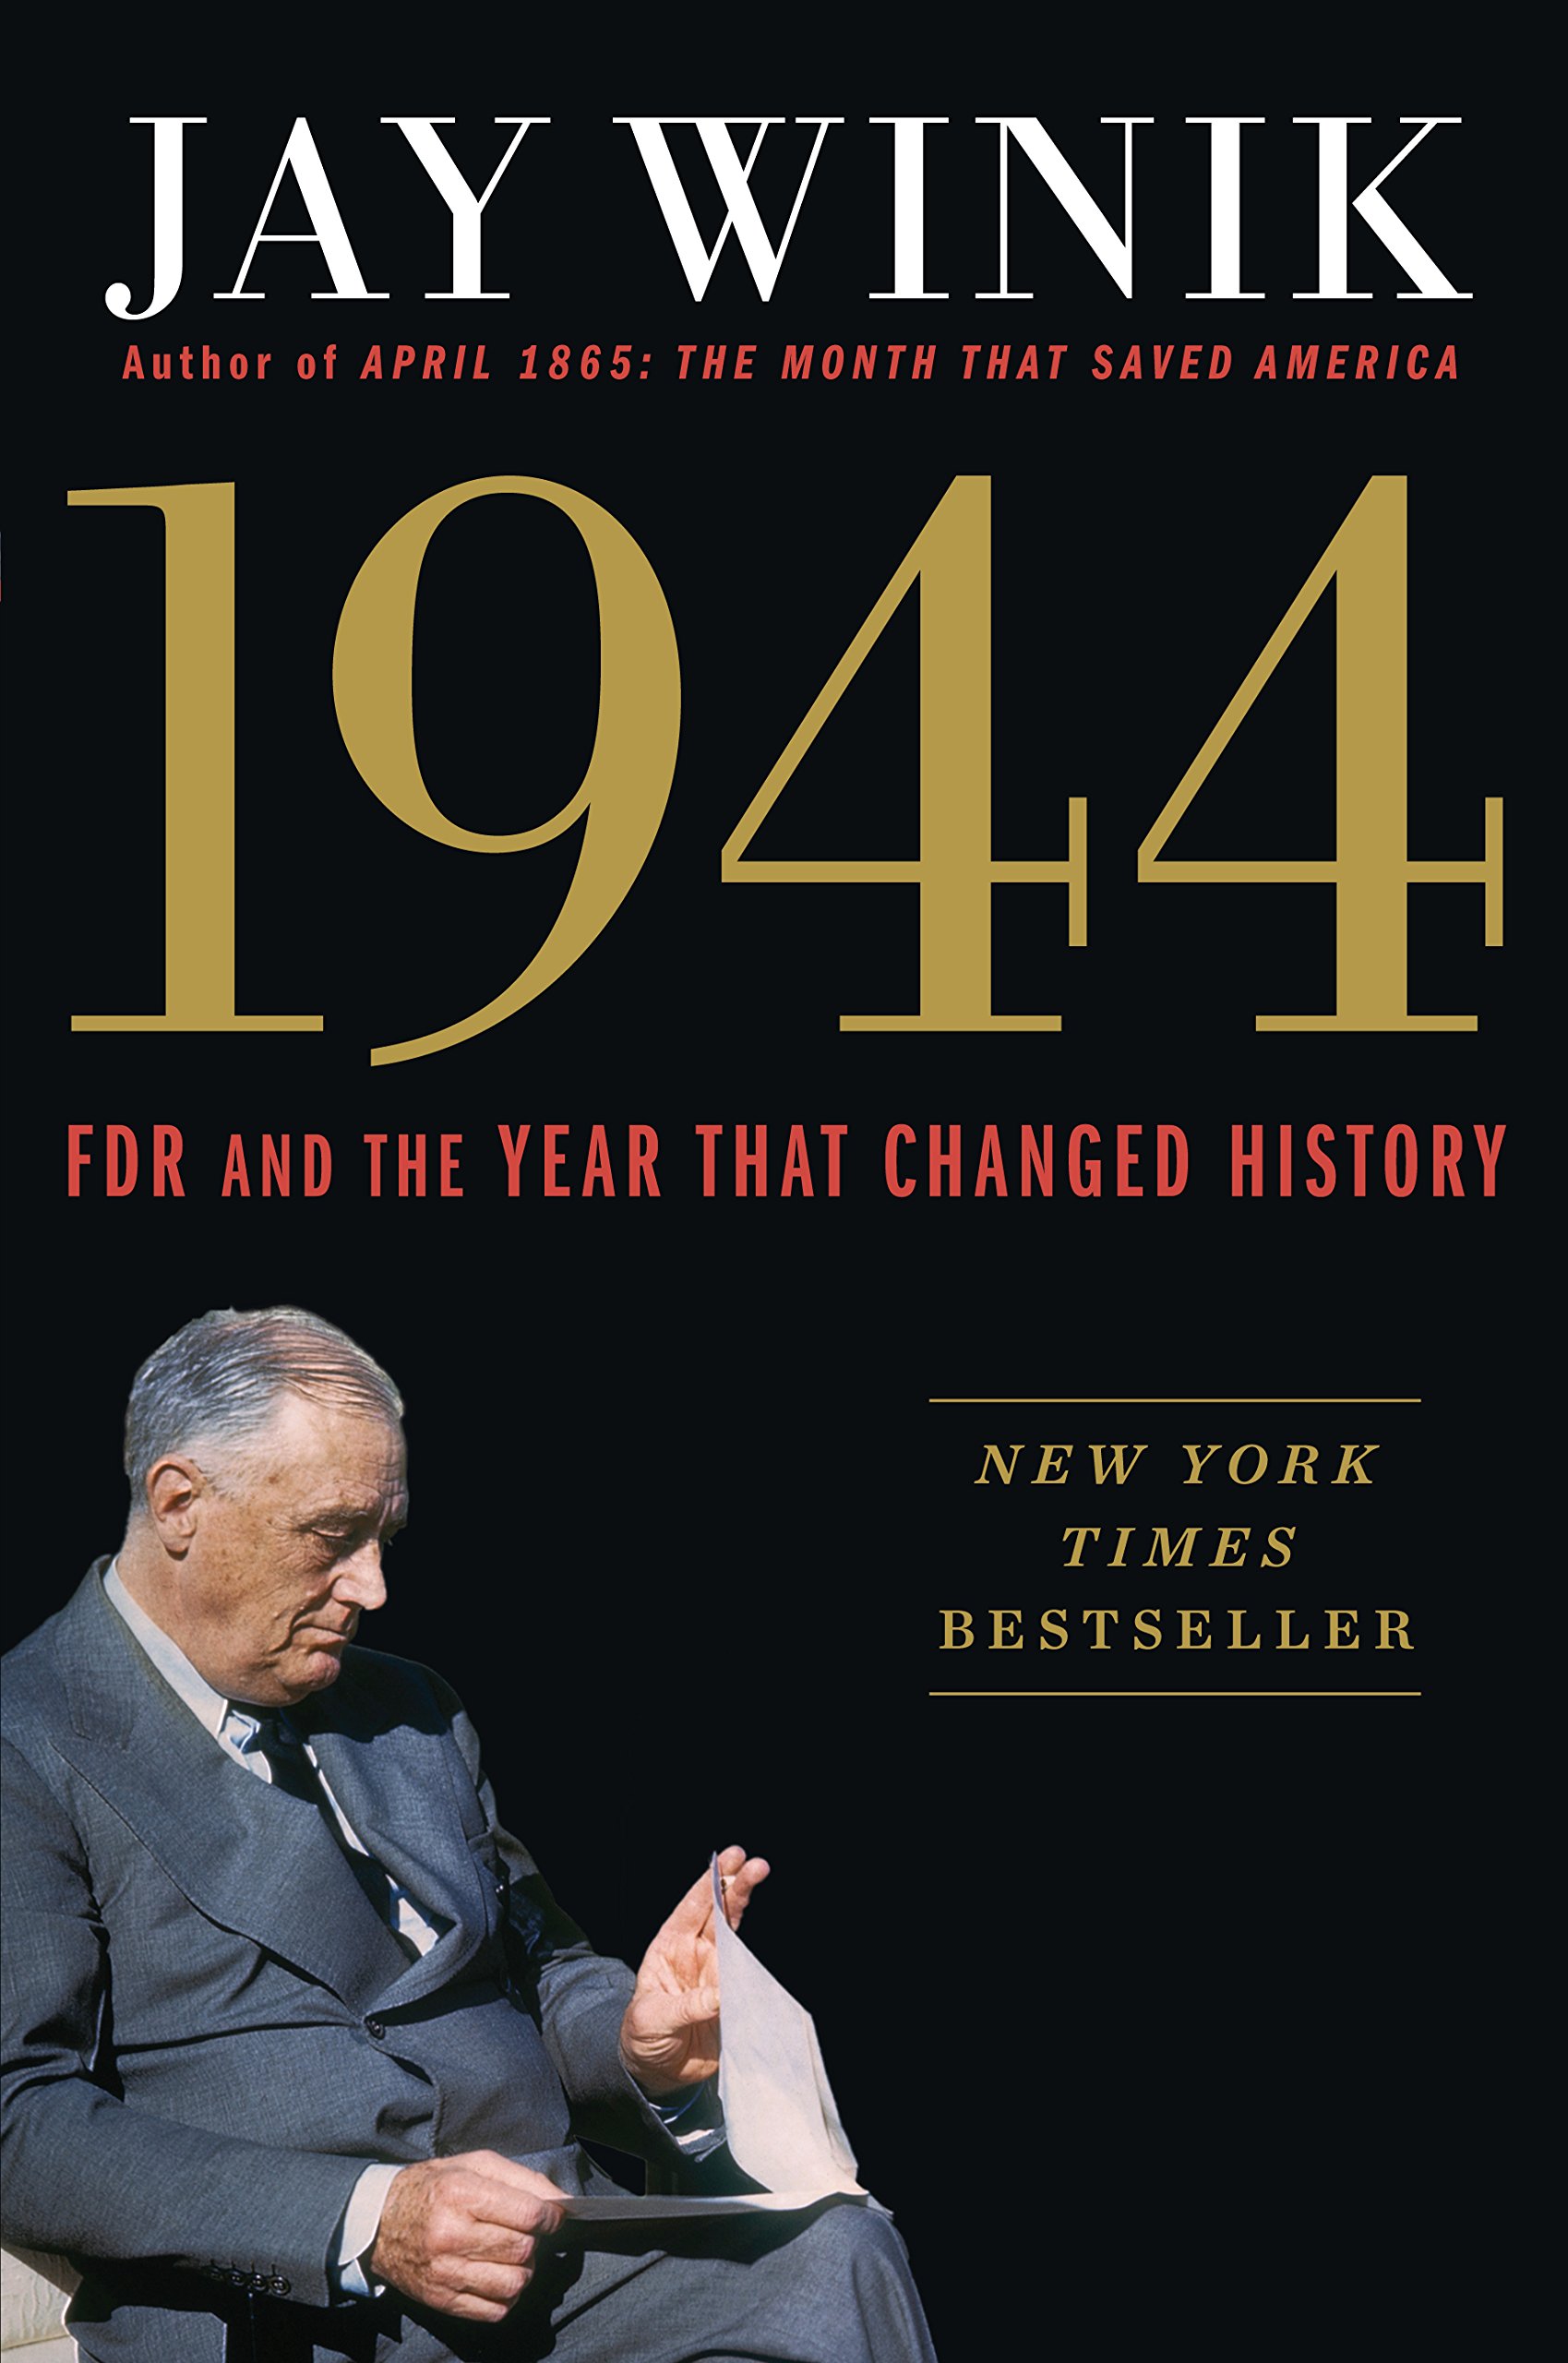 JAY WINIK
Author of APRIL 1865: THE MONTH THAT SAVED AMERICA
1944
FDR AND THE YEAR THAT CHANGED HISTORY
NEW YORK
TIMES
BESTSELLER